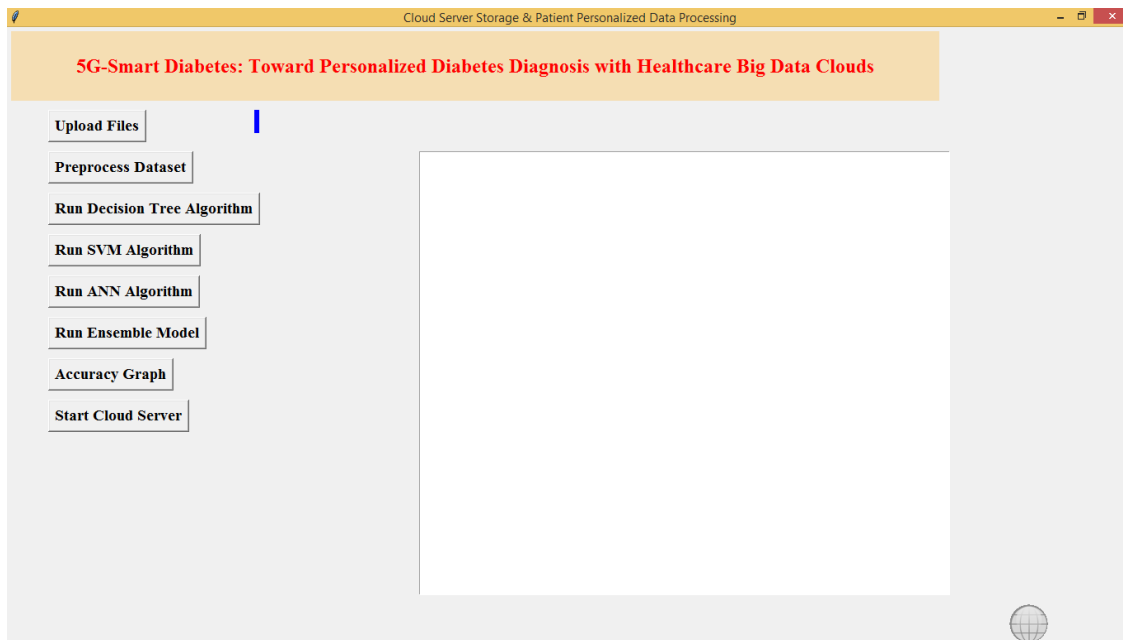 Cloud Server Storage & Patient Personalized Data Processing
5G-Smart Diabetes: Toward Personalized Diabetes Diagnosis with Healthcare Big Data Clouds
Upload Files
Preprocess Dataset
Run Decision Tree Algorithm
Run SVM Algorithm
Run ANN Algorithm
Run Ensemble Model
Accuracy Graph
Start Cloud Server